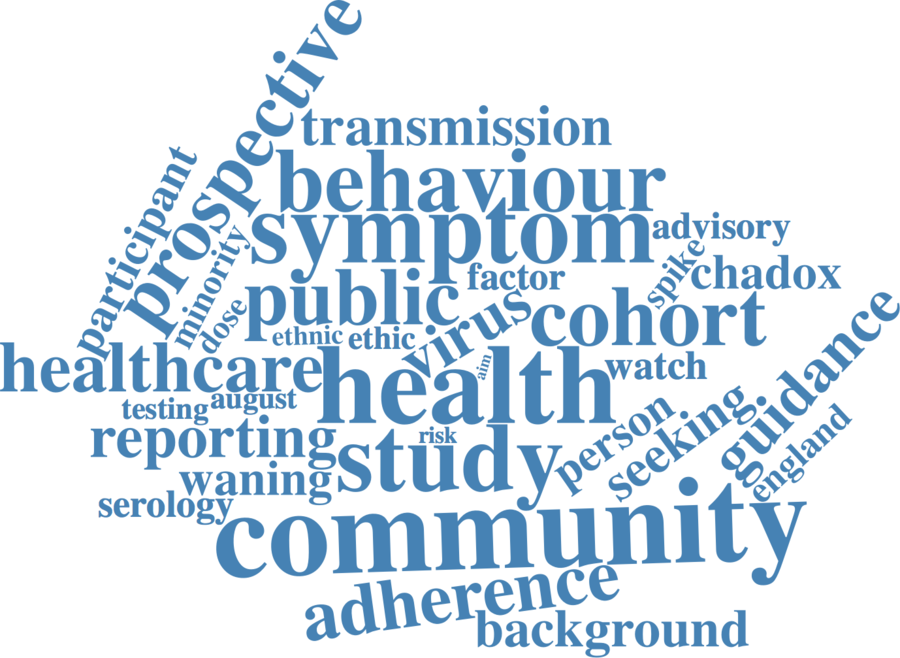 prospective
transmission
behaviour
participant
symptom
advisory
minority
spike
factor
chadox
public
dose
virus
cohort
ethnic
ethic
guidance
healthcare
health
aim
watch
august
testing
person
seeking
reporting
risk
study
england
waning
serology
community
adherence
background